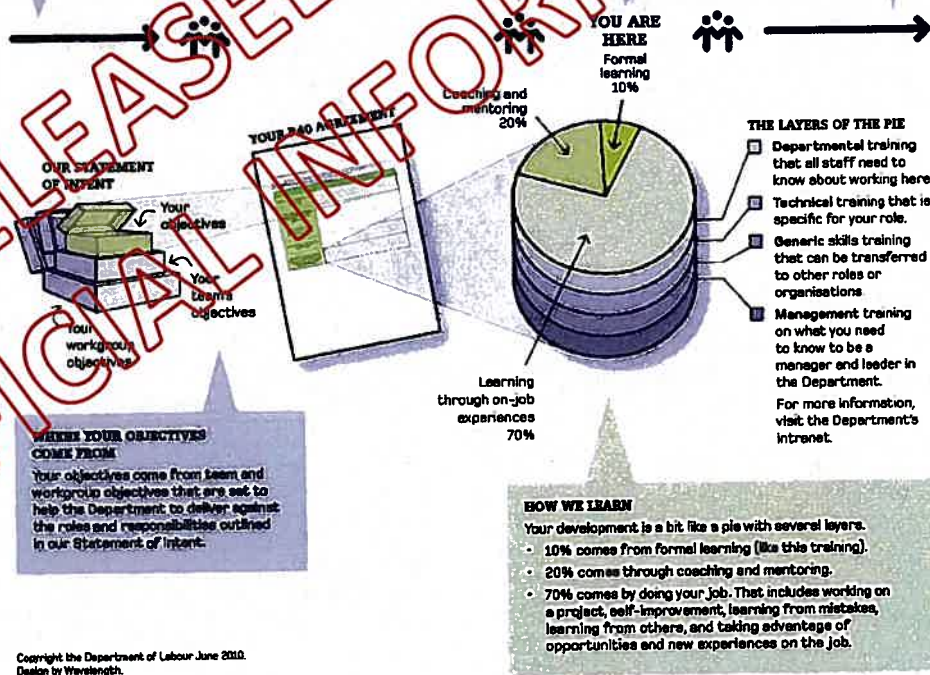 YOU ARE
HERE
Formal
learning
10%
Coaching and
mentoring
20%
YOUR P40 AGREEMENT
OUR STATEMENT
OF INTENT
Your
objectives
Your
team's
objectives
Your
workgroup
objectives
THE LAYERS OF THE PIE
Departmental training
that all staff need to
know about working here
Technical training that is
specific for your role.
Generic skills training
that can be transferred
to other roles or
organisations
Management training
on what you need
to know to be a
manager and leader in
the Department.
For more information,
visit the Department's
intranet.
Learning
through on-job
experiences
70%
WHERE YOUR OBJECTIVES
COME FROM
Your objectives come from team and
workgroup objectives that are set to
help the Department to deliver against
the roles and responsibilities outlined
in our Statement of Intent.
HOW WE LEARN
Your development is a bit like a pie with several layers.
- 10% comes from formal learning (like this training).
- 20% comes through coaching and mentoring.
- 70% comes by doing your job. That includes working on
a project, self-improvement, learning from mistakes,
learning from others, and taking advantage of
opportunities and new experiences on the job.
Copyright the Department of Labour June 2010.
Design by Wavelength.